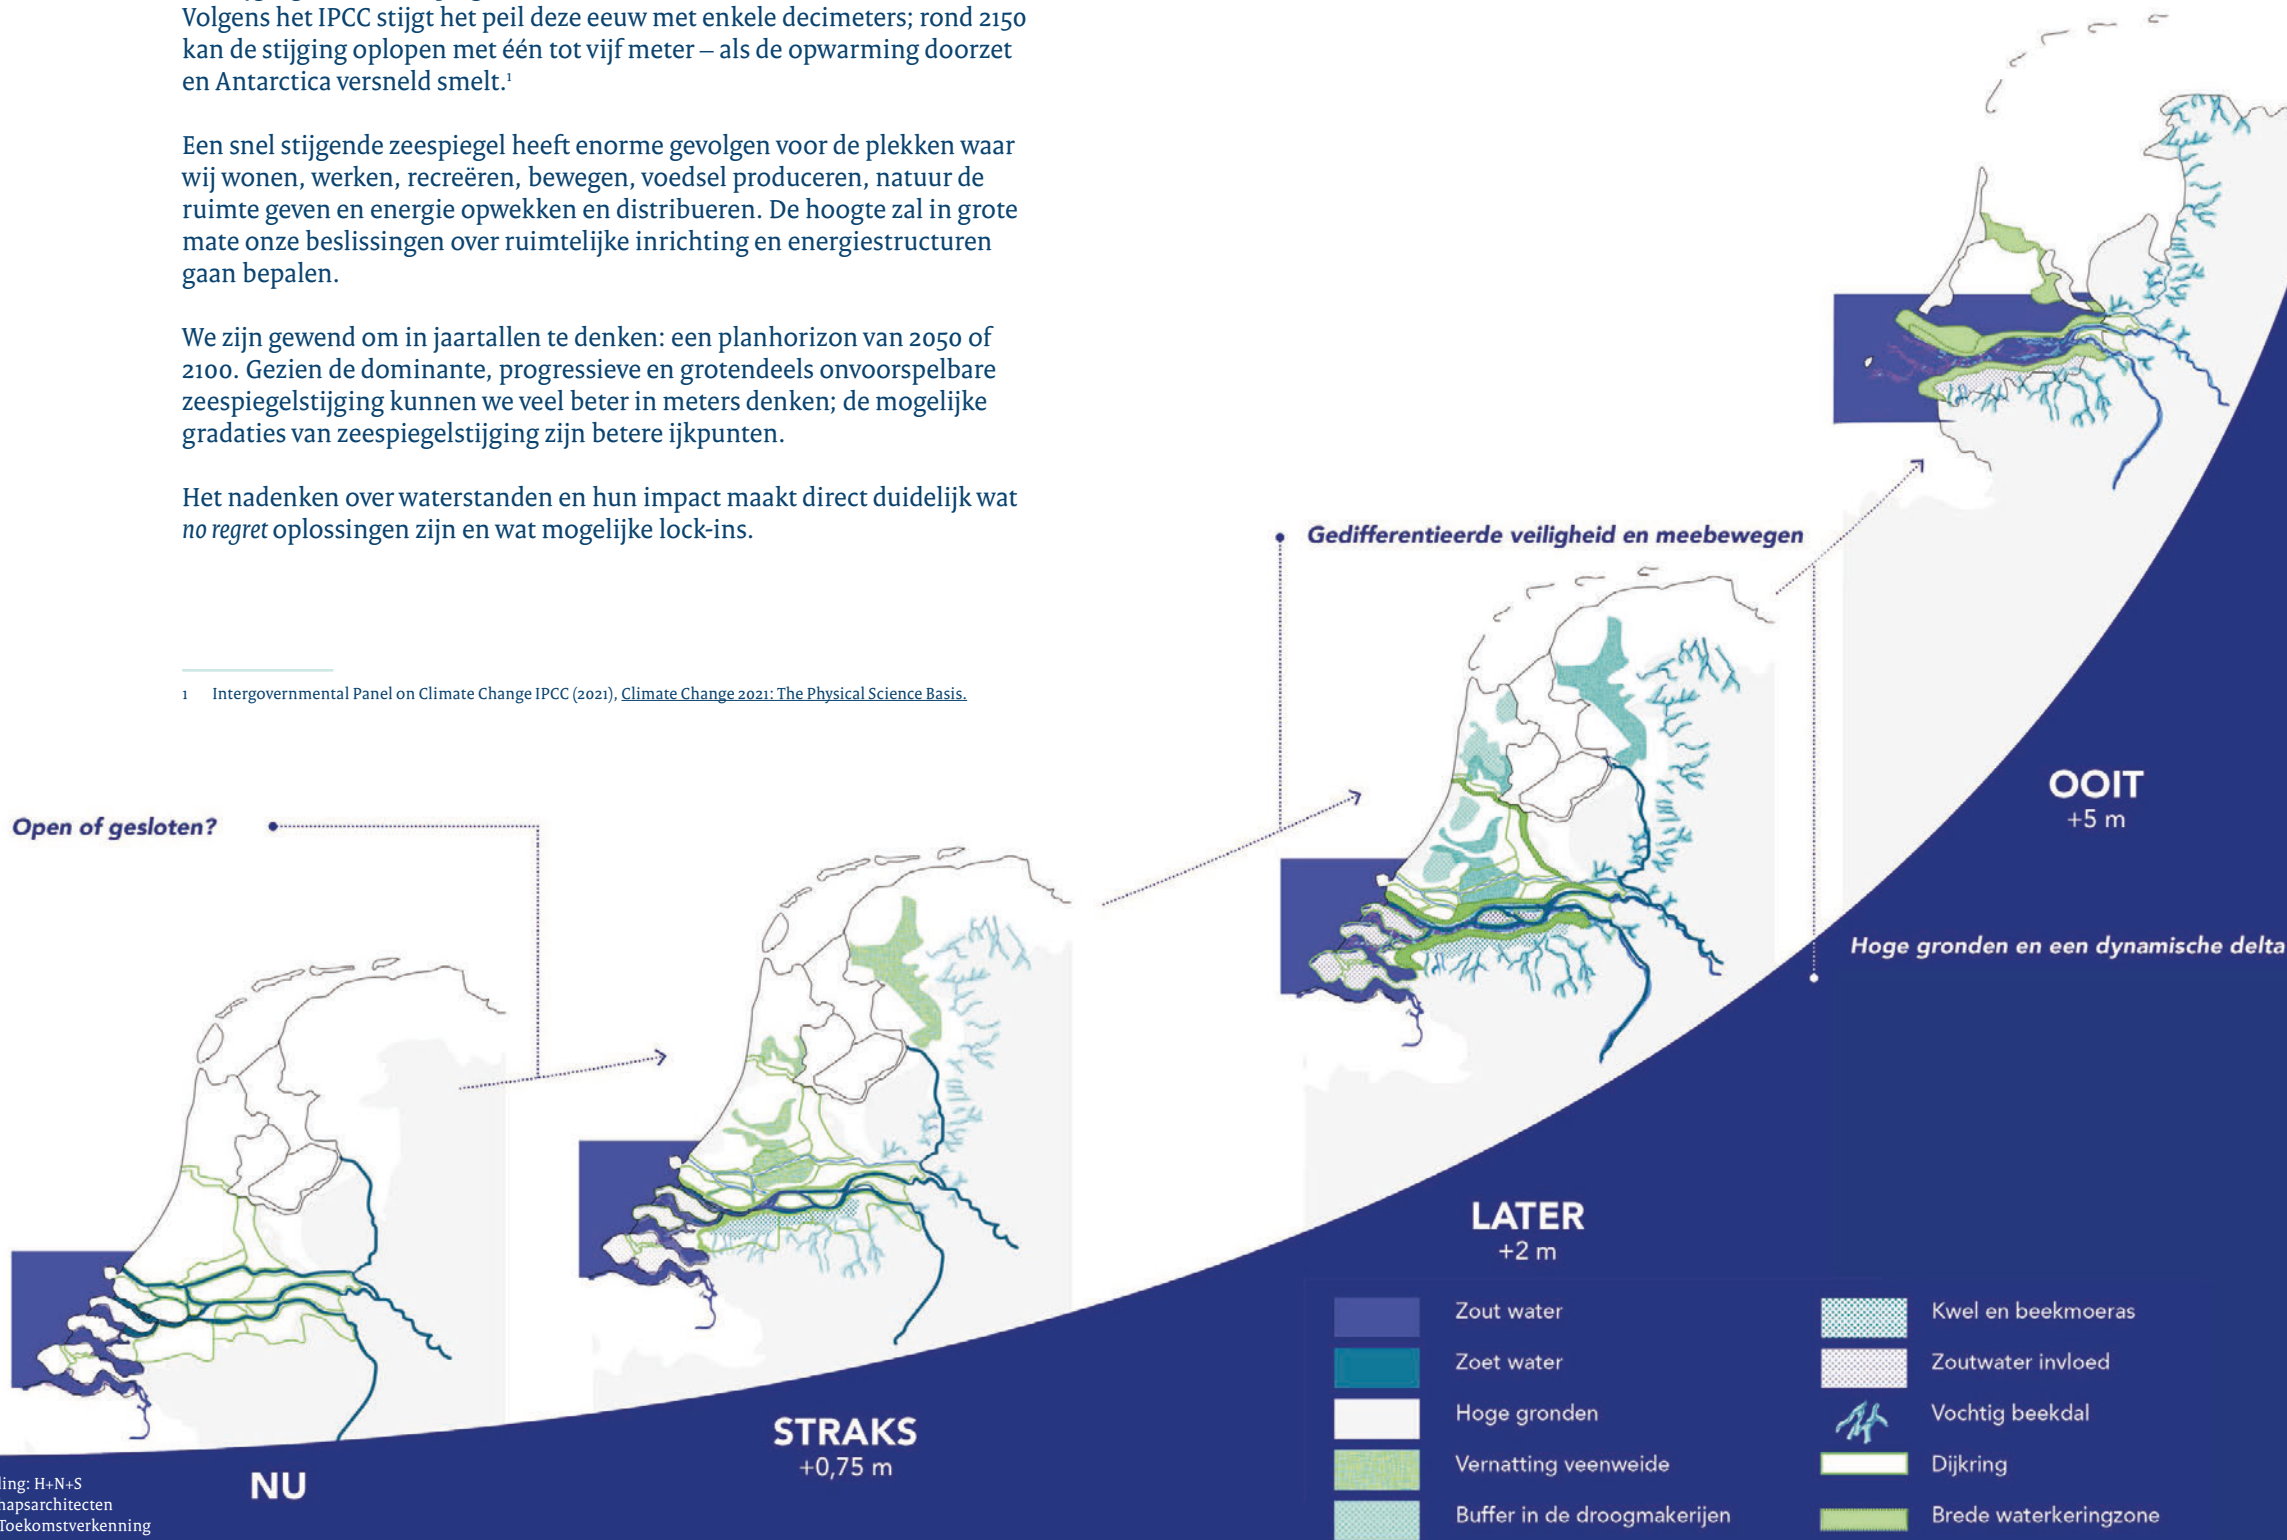 Volgens het IPCC stijgt het peil deze eeuw met enkele decimeters; rond 2150
kan de stijging oplopen met één tot vijf meter – als de opwarming doorzet
en Antarctica versneld smelt.¹
Een snel stijgende zeespiegel heeft enorme gevolgen voor de plekken waar
wij wonen, werken, recreëren, bewegen, voedsel produceren, natuur de
ruimte geven en energie opwekken en distribueren. De hoogte zal in grote
mate onze beslissingen over ruimtelijke inrichting en energiestructuren
gaan bepalen.
We zijn gewend om in jaartallen te denken: een planhorizon van 2050 of
2100. Gezien de dominante, progressieve en grotendeels onvoorspelbare
zeespiegelstijging kunnen we veel beter in meters denken; de mogelijke
gradaties van zeespiegelstijging zijn betere ijkpunten.
Het nadenken over waterstanden en hun impact maakt direct duidelijk wat
no regret oplossingen zijn en wat mogelijke lock-ins.
1 Intergovernmental Panel on Climate Change IPCC (2021), Climate Change 2021: The Physical Science Basis.
Open of gesloten?
Gedifferentieerde veiligheid en meebewegen
Hoge gronden en een dynamische delta
NU
STRAKS
+0,75 m
LATER
+2 m
OOIT
+5 m
Zout water
Zoet water
Hoge gronden
Vernatting veenweide
Buffer in de droogmakerijen
Kwel en beekmoeras
Zoutwater invloed
Vochtig beekdal
Dijkring
Brede waterkeringzone
ling: H+N+S
hapsarchitecten
Toekomstverkenning